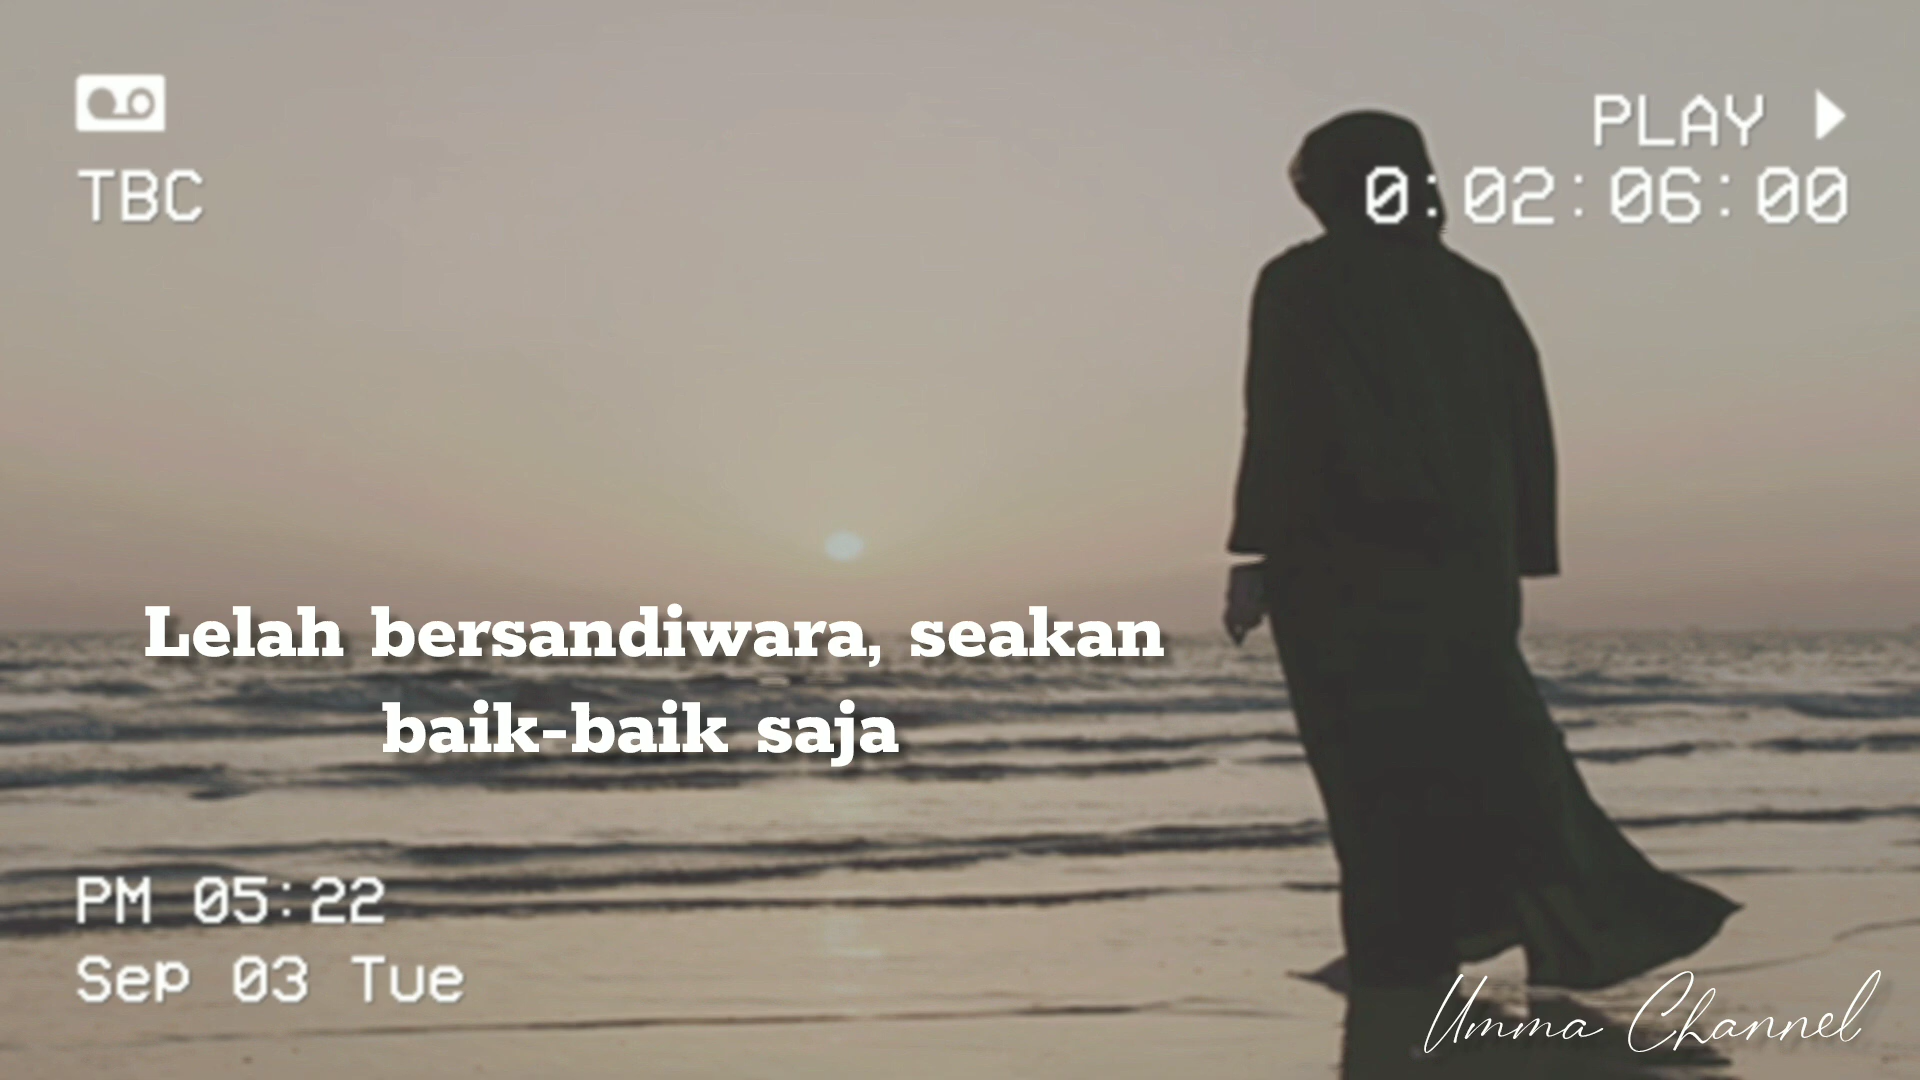 TBC
PLAY
0:02:06:00
Lelah bersandiwara, seakan
baik-baik saja
PM 05:22
Sep 03 Tue
Umma Channel